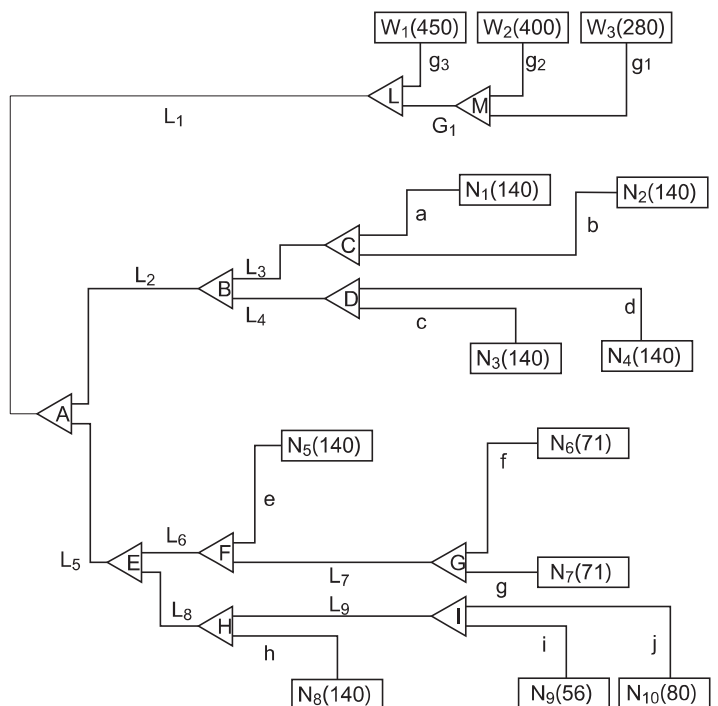 W₁(450) W₂(400) W₃(280)
g₃ g₂ g₁
L M
L₁ G₁
N₁(140) N₂(140)
a b
C
L₃
L₂ B D d
L₄ c
N₃(140) N₄(140)
A
N₅(140) N₆(71)
f
e
L₆ F
L₅ E G
L₇ g N₇(71)
L₈ H L₉ I
h i j
N₈(140) N₉(56) N₁₀(80)